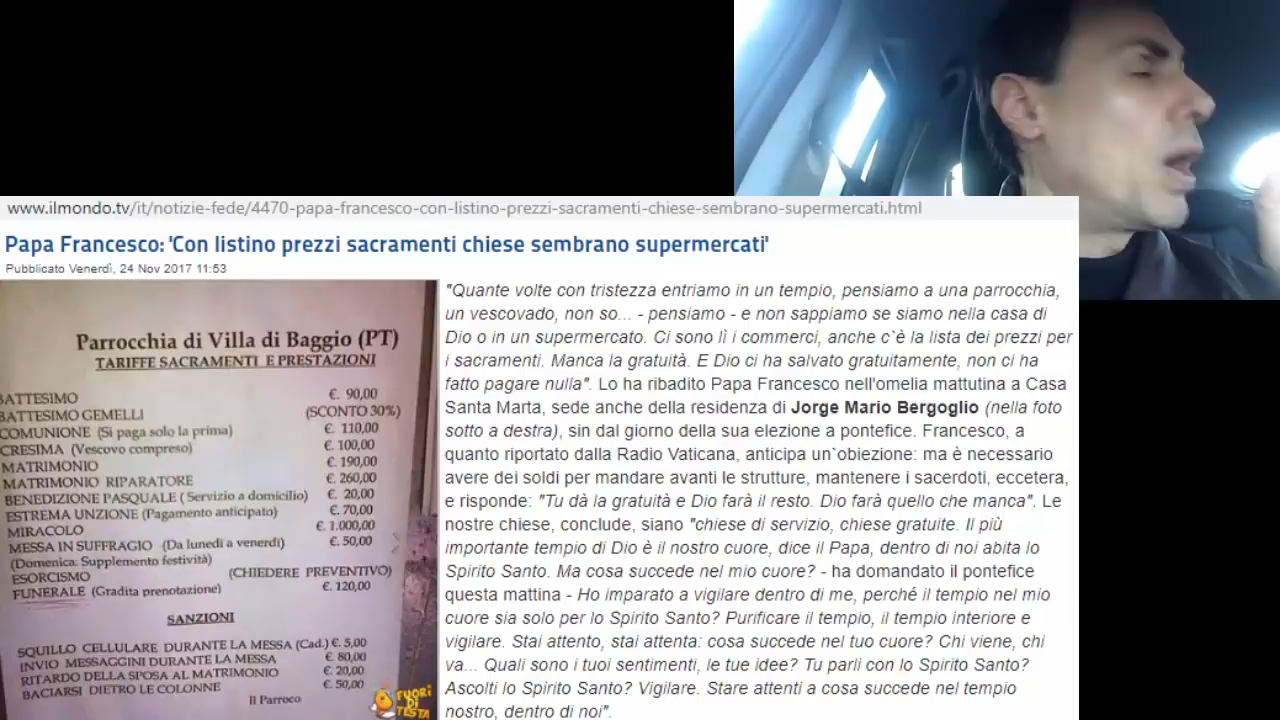 www.ilmondo.tv/it/notizie-fede/4470-papa-francesco-con-listino-prezzi-sacramenti-chiese-sembrano-supermercati.html
Papa Francesco: 'Con listino prezzi sacramenti chiese sembrano supermercati'
Pubblicato Venerdì, 24 Nov 2017 11:53
Parrocchia di Villa di Baggio (PT)
TARIFFE SACRAMENTI E PRESTAZIONI
BATTESIMO €. 90,00
BATTESIMO GEMELLI (SCONTO 30%)
COMUNIONE (Si paga solo la prima) €. 110,00
CRESIMA (Vescovo compreso) €. 100,00
MATRIMONIO €. 190,00
MATRIMONIO RIPARATORE €. 260,00
BENEDIZIONE PASQUALE ( Servizio a domicilio) €. 20,00
ESTREMA UNZIONE (Pagamento anticipato) €. 70,00
MIRACOLO €. 1.000,00
MESSA IN SUFFRAGIO (Da lunedì a venerdì) €. 50,00
(Domenica: Supplemento festività)
ESORCISMO (CHIEDERE PREVENTIVO)
FUNERALE (Gradita prenotazione) €. 120,00
SANZIONI
SQUILLO CELLULARE DURANTE LA MESSA (Cad.) €. 5,00
INVIO MESSAGGINI DURANTE LA MESSA €. 80,00
RITARDO DELLA SPOSA AL MATRIMONIO €. 20,00
BACIARSI DIETRO LE COLONNE €. 50,00
Il Parroco
FUORI DI TESTA
"Quante volte con tristezza entriamo in un tempio, pensiamo a una parrocchia,
un vescovado, non so... - pensiamo - e non sappiamo se siamo nella casa di
Dio o in un supermercato. Ci sono lì i commerci, anche c`è la lista dei prezzi per
i sacramenti. Manca la gratuità. E Dio ci ha salvato gratuitamente, non ci ha
fatto pagare nulla". Lo ha ribadito Papa Francesco nell'omelia mattutina a Casa
Santa Marta, sede anche della residenza di Jorge Mario Bergoglio (nella foto
sotto a destra), sin dal giorno della sua elezione a pontefice. Francesco, a
quanto riportato dalla Radio Vaticana, anticipa un`obiezione: ma è necessario
avere dei soldi per mandare avanti le strutture, mantenere i sacerdoti, eccetera,
e risponde: "Tu dà la gratuità e Dio farà il resto. Dio farà quello che manca". Le
nostre chiese, conclude, siano "chiese di servizio, chiese gratuite. Il più
importante tempio di Dio è il nostro cuore, dice il Papa, dentro di noi abita lo
Spirito Santo. Ma cosa succede nel mio cuore? - ha domandato il pontefice
questa mattina - Ho imparato a vigilare dentro di me, perché il tempio nel mio
cuore sia solo per lo Spirito Santo? Purificare il tempio, il tempio interiore e
vigilare. Stai attento, stai attenta: cosa succede nel tuo cuore? Chi viene, chi
va... Quali sono i tuoi sentimenti, le tue idee? Tu parli con lo Spirito Santo?
Ascolti lo Spirito Santo? Vigilare. Stare attenti a cosa succede nel tempio
nostro, dentro di noi".